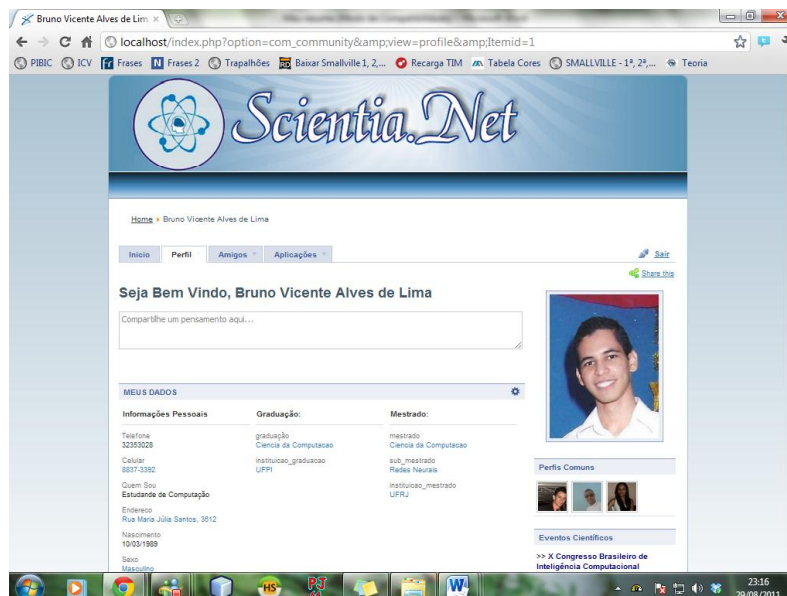 Bruno Vicente Alves de Lim
localhost/index.php?option=com_community&amp;view=profile&amp;Itemid=1
PIBIC ICV Frases Frases 2 Trapalhões Baixar Smallville 1, 2,... Recarga TIM Tabela Cores SMALLVILLE - 1ª, 2ª,... Teoria
Scientia.Net
Home Bruno Vicente Alves de Lima
Inicio Perfil Amigos Aplicações Sair
Share this
Seja Bem Vindo, Bruno Vicente Alves de Lima
Compartilhe um pensamento aqui...
MEUS DADOS
Informações Pessoais Graduação: Mestrado:
Telefone graduação mestrado
32353028 Ciencia da Computacao Ciencia da Computacao
Celular instituicao_graduacao sub_mestrado
8837-3392 UFPI Redes Neurais
Quem Sou instituicao_mestrado
Estudande de Computação UFRJ
Endereco
Rua Maria Júlia Santos, 3612
Nascimento
10/03/1989
Sexo
Masculino
Perfis Comuns
Eventos Científicos
>> X Congresso Brasileiro de
Inteligência Computacional
HS
W
23:16
29/08/2011